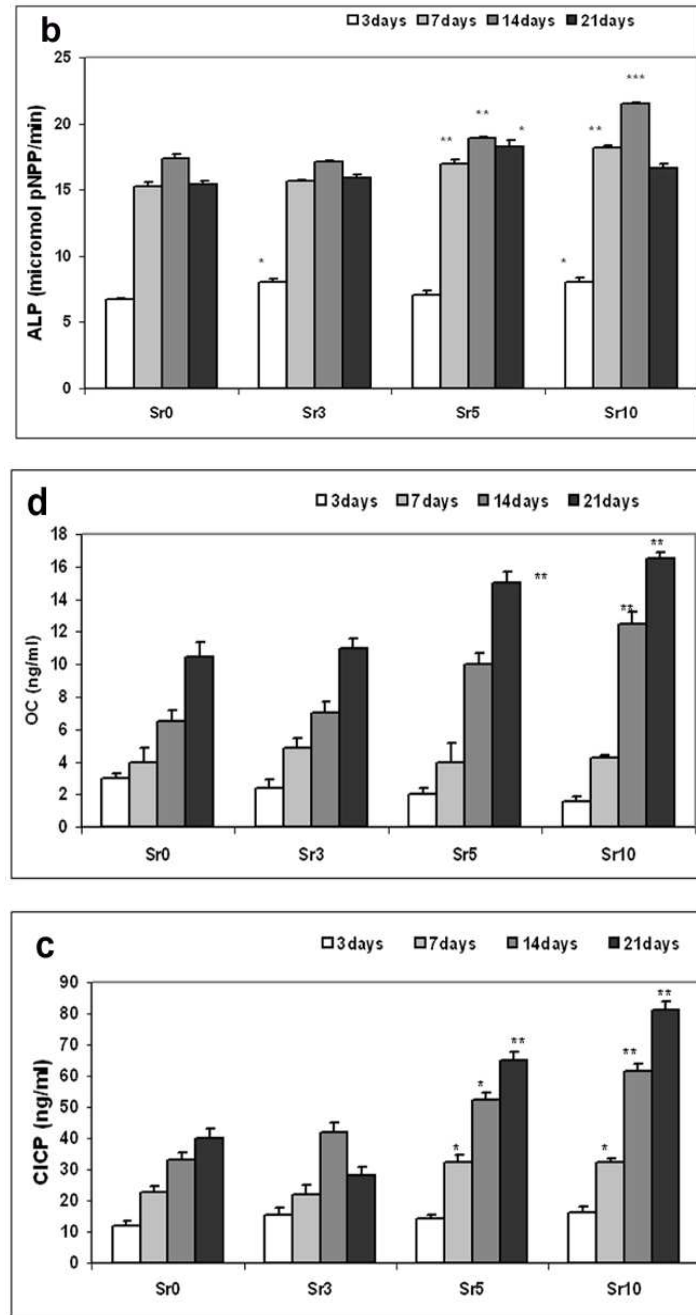 b
3days 7days 14days 21days
25
20
15
10
5
0
ALP (micromol pNPP/min)
* ** ** * ** *** *
Sr0 Sr3 Sr5 Sr10
d
3days 7days 14days 21days
18
16
14
12
10
8
6
4
2
0
OC (ng/ml)
** ** **
Sr0 Sr3 Sr5 Sr10
c
3days 7days 14days 21days
90
80
70
60
50
40
30
20
10
0
CICP (ng/ml)
* * ** * ** **
Sr0 Sr3 Sr5 Sr10